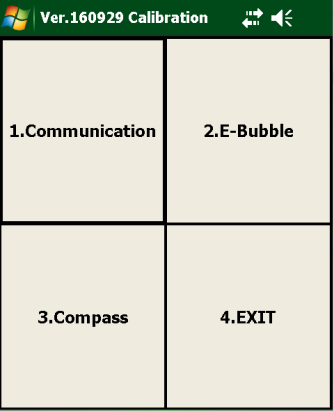 Ver.160929 Calibration
1.Communication
2.E-Bubble
3.Compass
4.EXIT